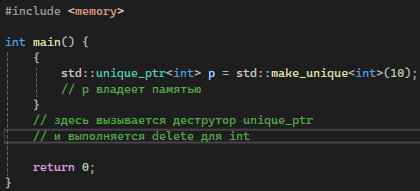 #include <memory>
int main() {
{
std::unique_ptr<int> p = std::make_unique<int>(10);
// p владеет памятью
}
// здесь вызывается деструтор unique_ptr
// и выполняется delete для int
return 0;
}